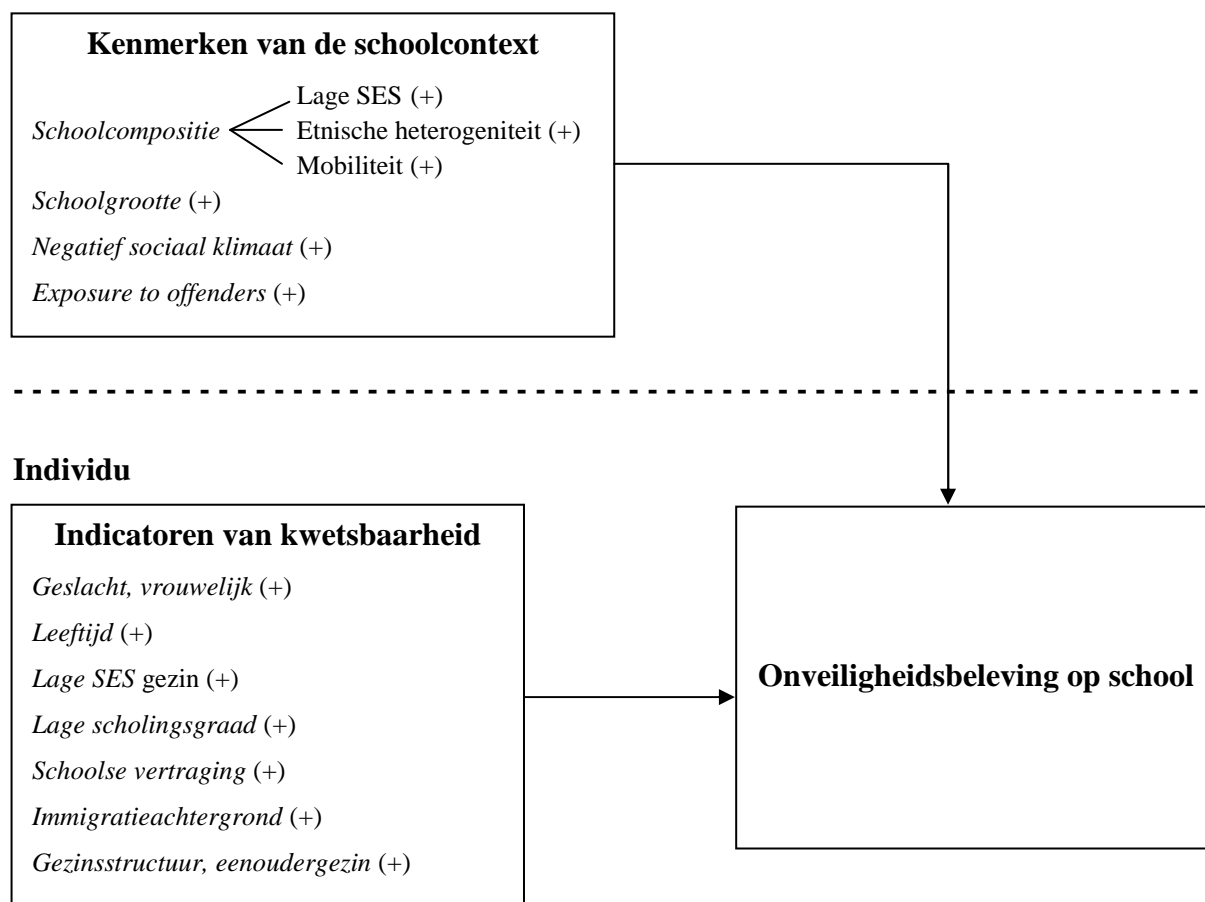 Kenmerken van de schoolcontext
Lage SES (+)
Schoolcompositie Etnische heterogeniteit (+)
Mobiliteit (+)
Schoolgrootte (+)
Negatief sociaal klimaat (+)
Exposure to offenders (+)
Individu
Indicatoren van kwetsbaarheid
Geslacht, vrouwelijk (+)
Leeftijd (+)
Lage SES gezin (+)
Lage scholingsgraad (+)
Schoolse vertraging (+)
Immigratieachtergrond (+)
Gezinsstructuur, eenoudergezin (+)
Onveiligheidsbeleving op school